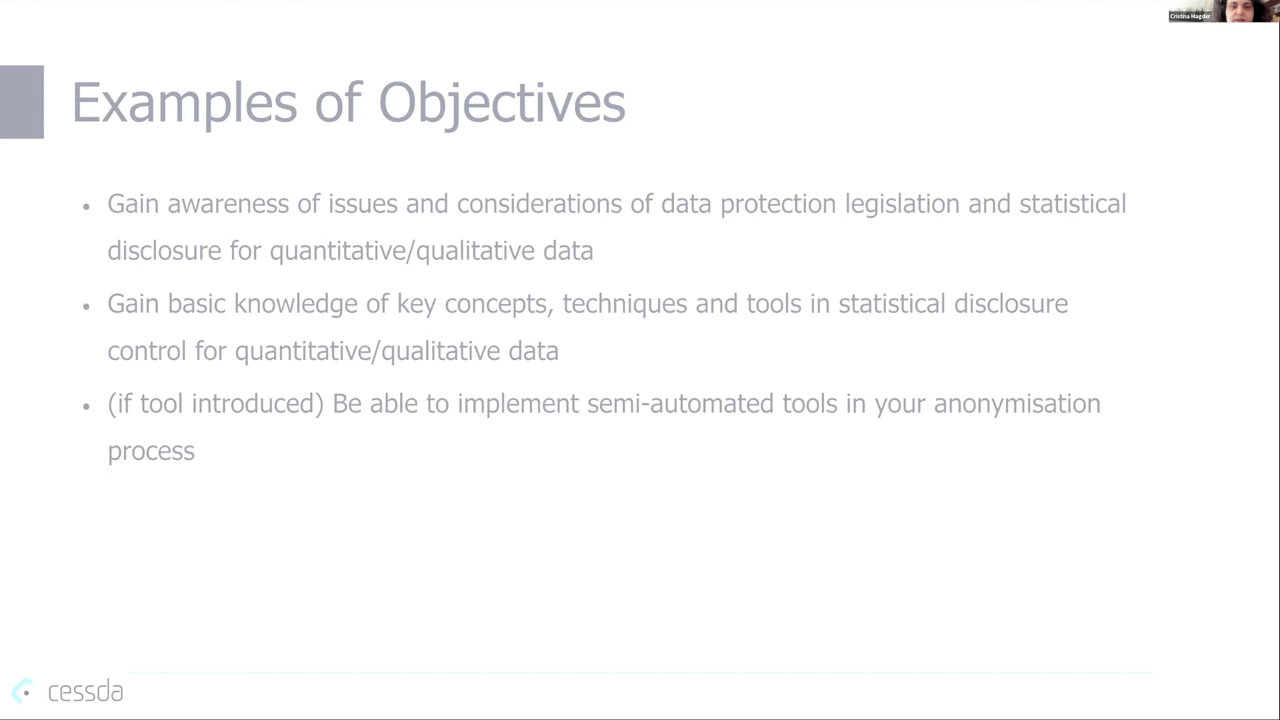 Cristina Magder
Examples of Objectives
• Gain awareness of issues and considerations of data protection legislation and statistical
disclosure for quantitative/qualitative data
• Gain basic knowledge of key concepts, techniques and tools in statistical disclosure
control for quantitative/qualitative data
• (if tool introduced) Be able to implement semi-automated tools in your anonymisation
process
cessda